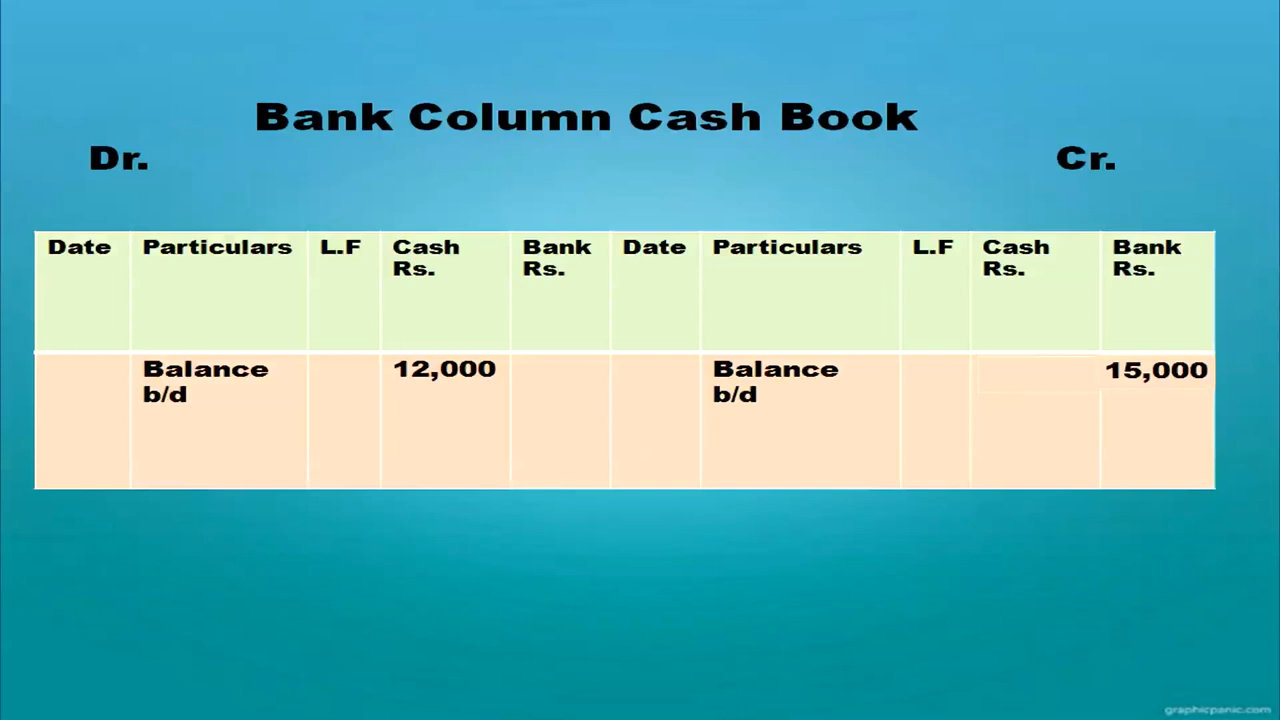 Bank Column Cash Book
Dr.
Cr.
Date Particulars L.F Cash Bank Date Particulars L.F Cash Bank
Rs. Rs. Rs. Rs.
Balance 12,000 Balance 15,000
b/d b/d
graphicpanic.com